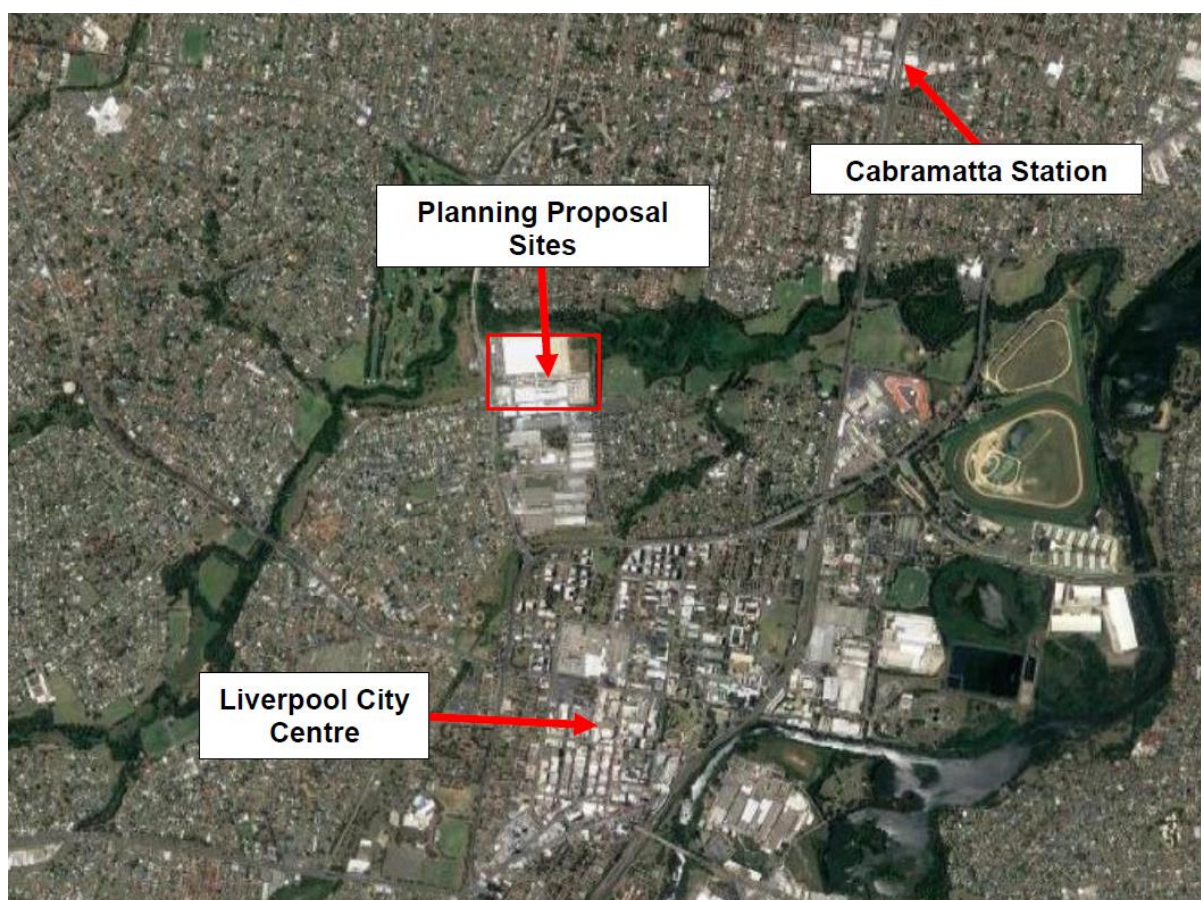 Cabramatta Station
Planning Proposal
Sites
Liverpool City
Centre